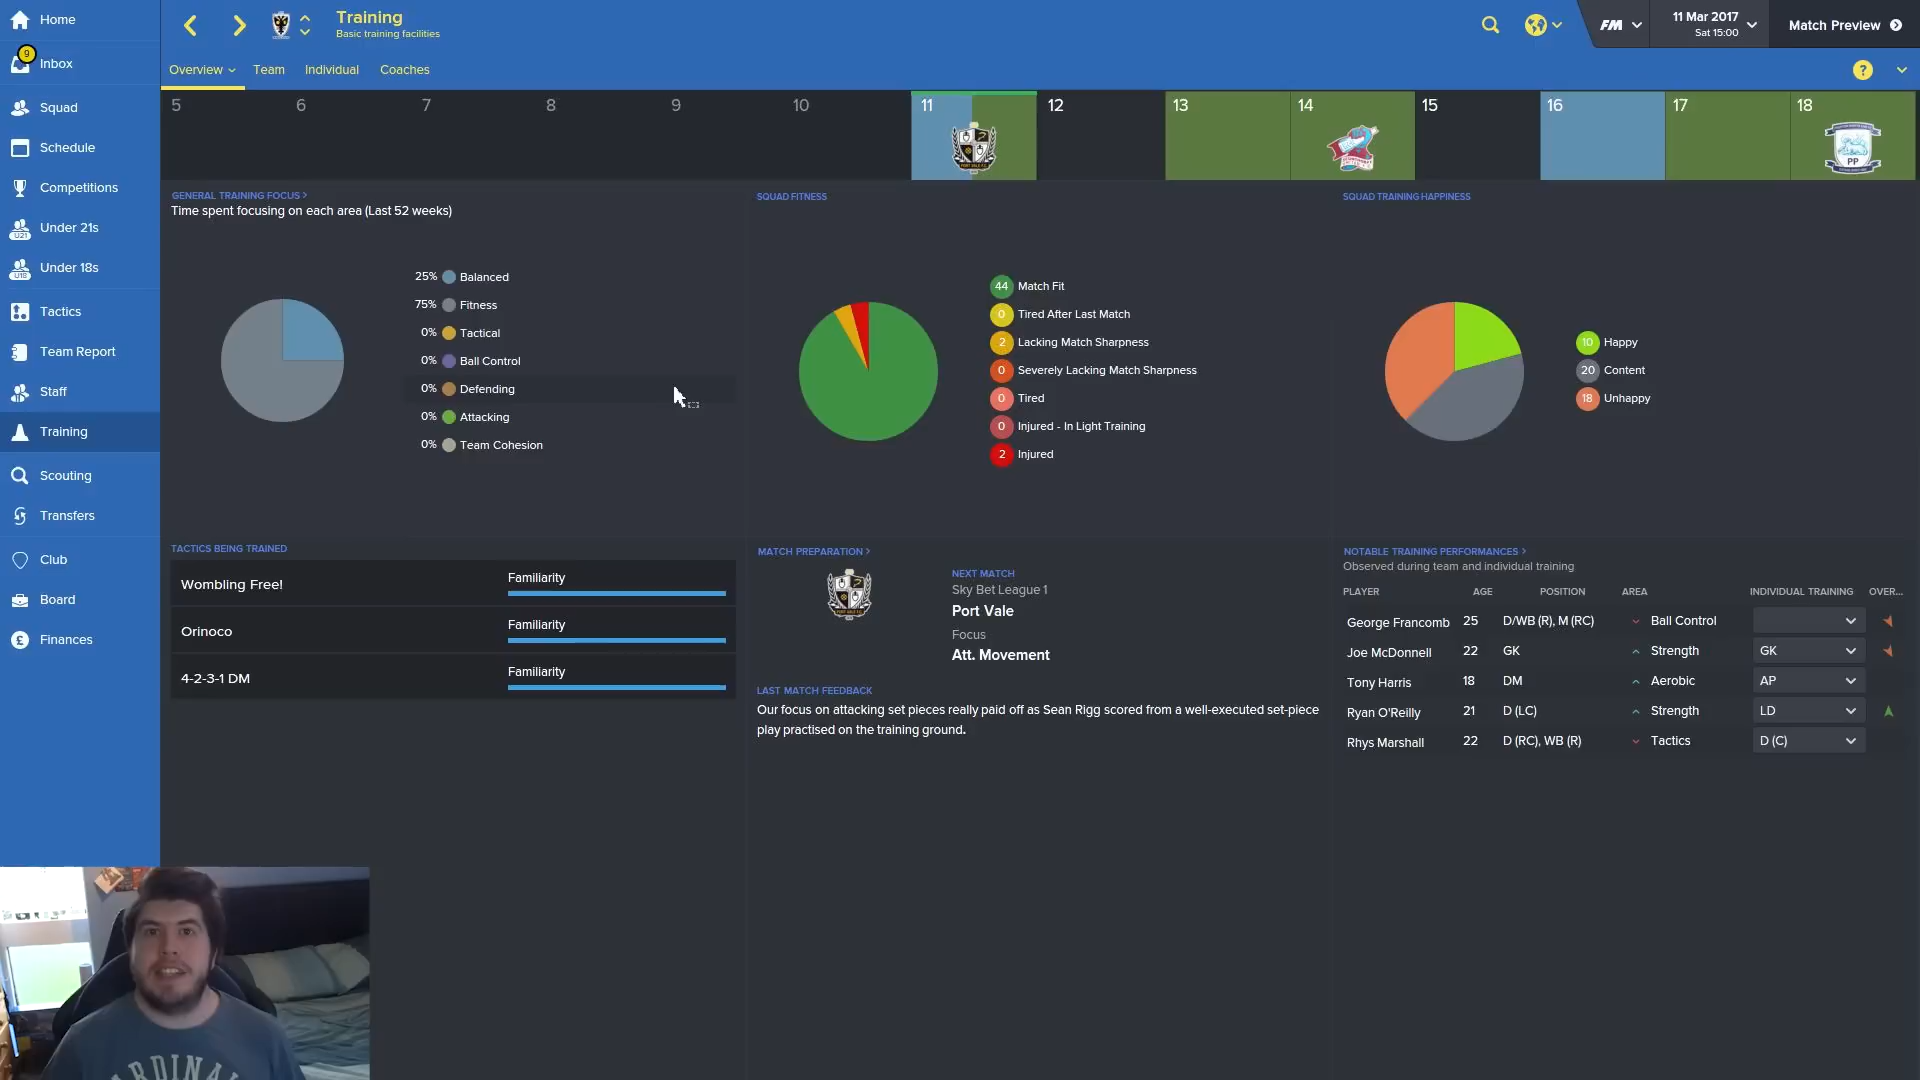 Home
9
Inbox
Squad
Schedule
Competitions
U21
Under 21s
U18
Under 18s
Tactics
Team Report
Staff
Training
Scouting
Transfers
Club
Board
Finances
Training
Basic training facilities
FM
11 Mar 2017
Sat 15:00
Match Preview
Overview Team Individual Coaches
?
5 6 7 8 9 10 11 12 13 14 15 16 17 18
PP
GENERAL TRAINING FOCUS >
Time spent focusing on each area (Last 52 weeks)
25% Balanced
75% Fitness
0% Tactical
0% Ball Control
0% Defending
0% Attacking
0% Team Cohesion
SQUAD FITNESS
44 Match Fit
0 Tired After Last Match
2 Lacking Match Sharpness
0 Severely Lacking Match Sharpness
0 Tired
0 Injured - In Light Training
2 Injured
SQUAD TRAINING HAPPINESS
10 Happy
20 Content
18 Unhappy
TACTICS BEING TRAINED
Wombling Free! Familiarity
Orinoco Familiarity
4-2-3-1 DM Familiarity
MATCH PREPARATION >
NEXT MATCH
Sky Bet League 1
Port Vale
Focus
Att. Movement
LAST MATCH FEEDBACK
Our focus on attacking set pieces really paid off as Sean Rigg scored from a well-executed set-piece
play practised on the training ground.
NOTABLE TRAINING PERFORMANCES >
Observed during team and individual training
PLAYER AGE POSITION AREA INDIVIDUAL TRAINING OVER...
George Francomb 25 D/WB (R), M (RC) Ball Control
Joe McDonnell 22 GK Strength GK
Tony Harris 18 DM Aerobic AP
Ryan O'Reilly 21 D (LC) Strength LD
Rhys Marshall 22 D (RC), WB (R) Tactics D (C)